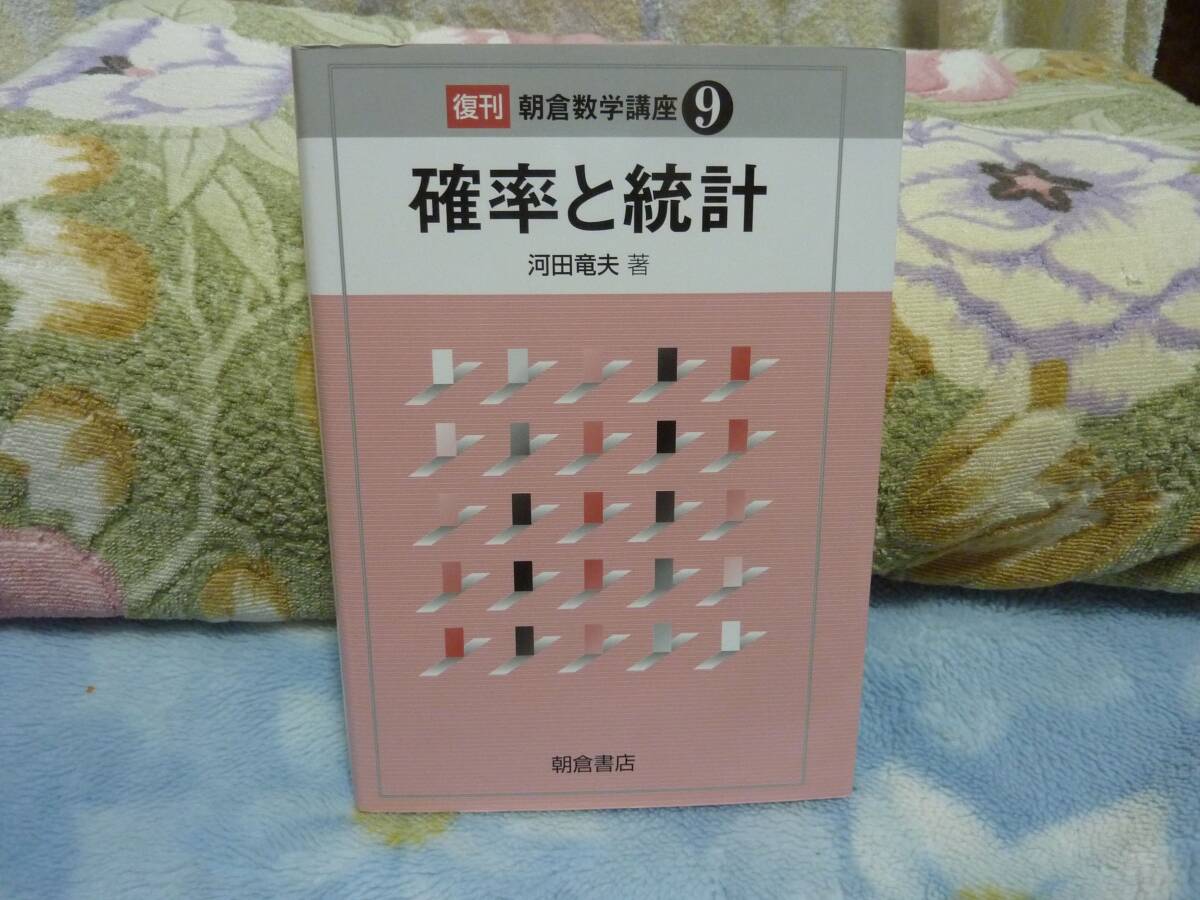 復刊 朝倉数学講座 9
確率と統計
河田竜夫 著
朝倉書店